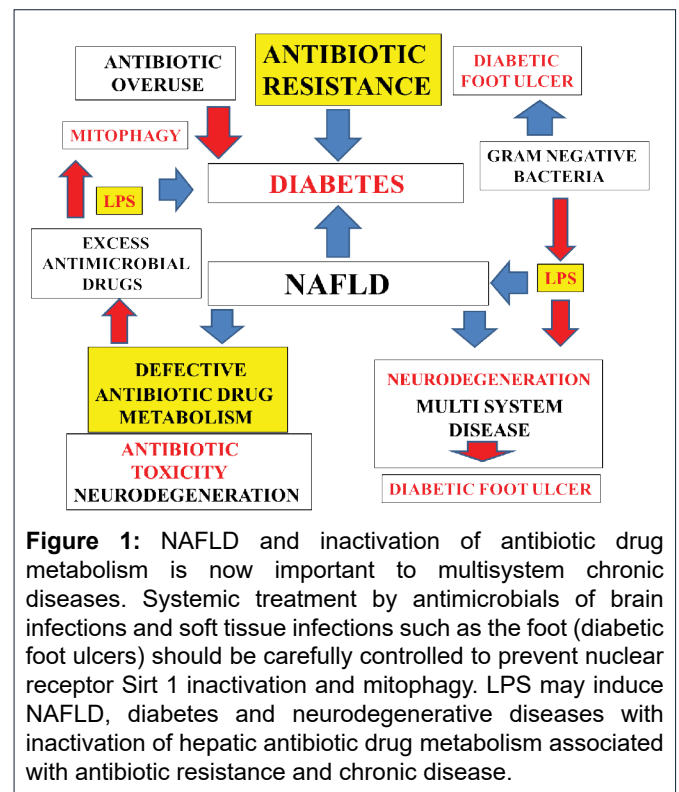 ANTIBIOTIC
OVERUSE
ANTIBIOTIC
RESISTANCE
DIABETIC
FOOT ULCER
MITOPHAGY
GRAM NEGATIVE
BACTERIA
DIABETES
LPS
EXCESS
ANTIMICROBIAL
DRUGS
NAFLD
LPS
DEFECTIVE
ANTIBIOTIC DRUG
METABOLISM
ANTIBIOTIC
TOXICITY
NEURODEGENERATION
NEURODEGENERATION
MULTI SYSTEM
DISEASE
DIABETIC FOOT ULCER
Figure 1: NAFLD and inactivation of antibiotic drug
metabolism is now important to multisystem chronic
diseases. Systemic treatment by antimicrobials of brain
infections and soft tissue infections such as the foot (diabetic
foot ulcers) should be carefully controlled to prevent nuclear
receptor Sirt 1 inactivation and mitophagy. LPS may induce
NAFLD, diabetes and neurodegenerative diseases with
inactivation of hepatic antibiotic drug metabolism associated
with antibiotic resistance and chronic disease.